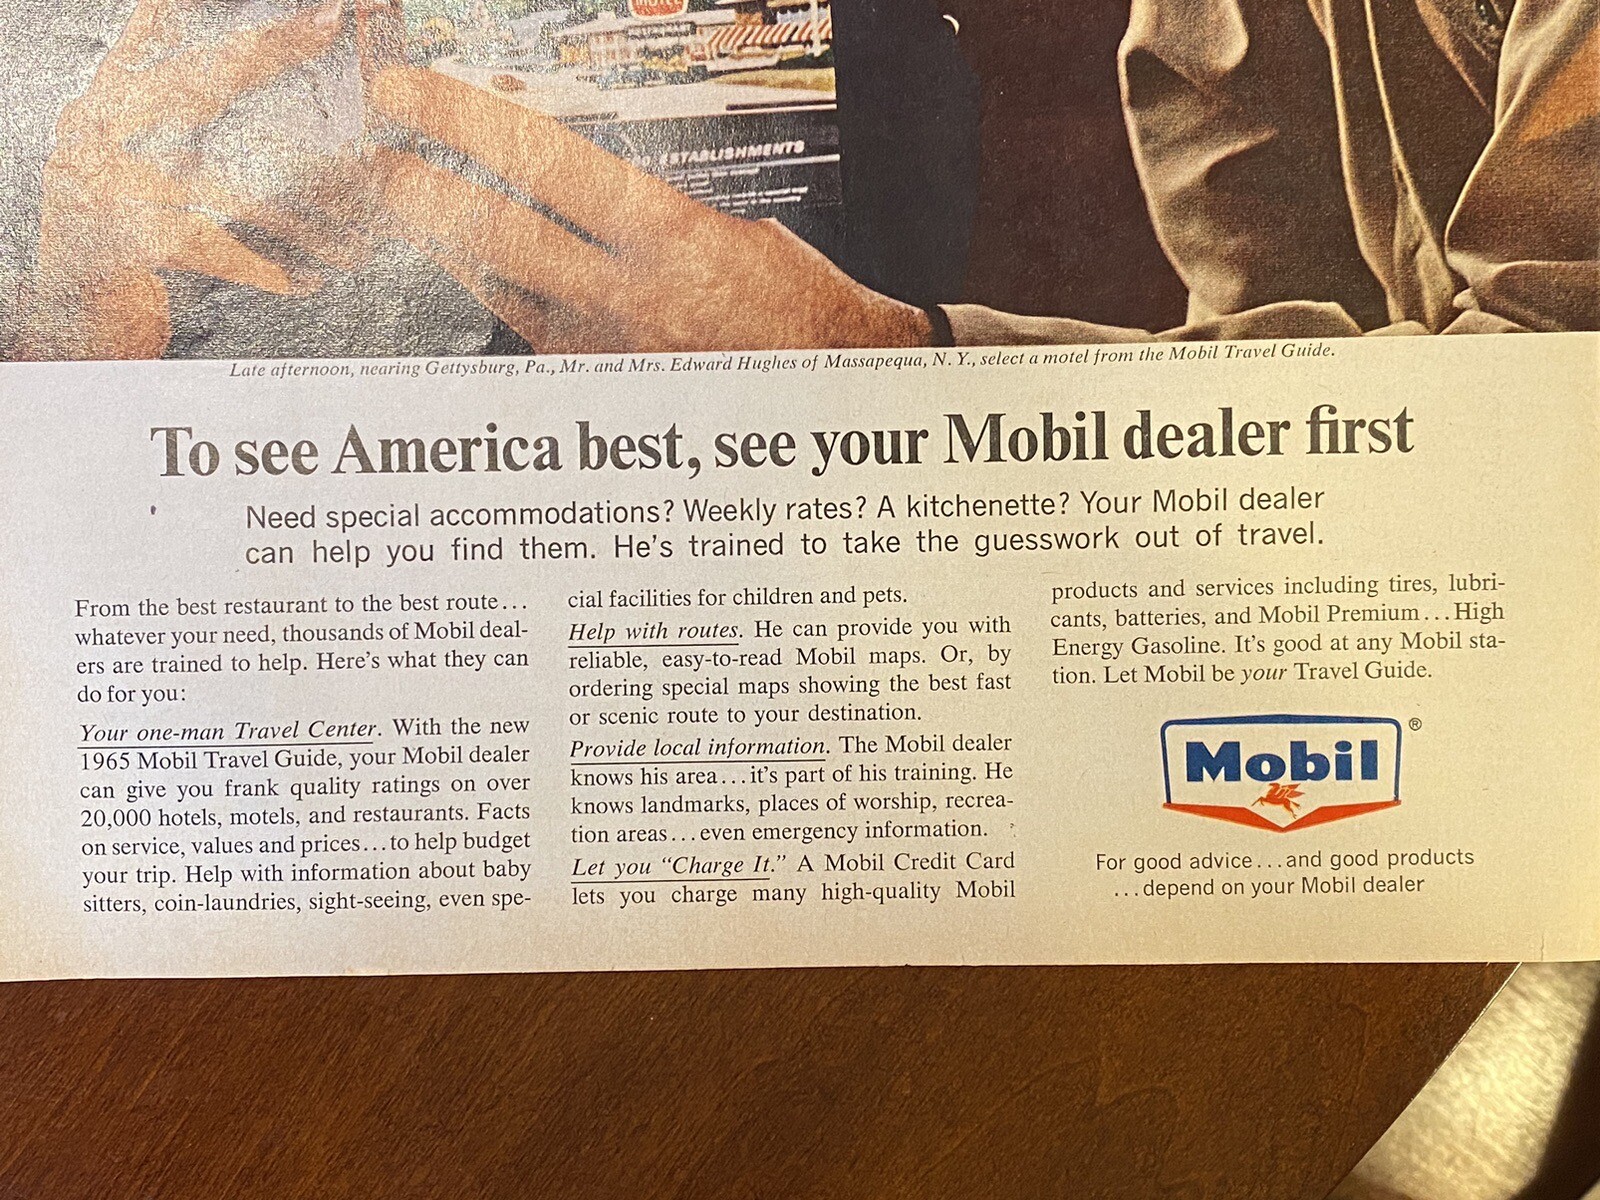 MOTEL
ESTABLISHMENTS
Late afternoon, nearing Gettysburg, Pa., Mr. and Mrs. Edward Hughes of Massapequa, N. Y., select a motel from the Mobil Travel Guide.
To see America best, see your Mobil dealer first
Need special accommodations? Weekly rates? A kitchenette? Your Mobil dealer
can help you find them. He's trained to take the guesswork out of travel.
From the best restaurant to the best route...
whatever your need, thousands of Mobil deal-
ers are trained to help. Here's what they can
do for you:
Your one-man Travel Center. With the new
1965 Mobil Travel Guide, your Mobil dealer
can give you frank quality ratings on over
20,000 hotels, motels, and restaurants. Facts
on service, values and prices...to help budget
your trip. Help with information about baby
sitters, coin-laundries, sight-seeing, even spe-
cial facilities for children and pets.
Help with routes. He can provide you with
reliable, easy-to-read Mobil maps. Or, by
ordering special maps showing the best fast
or scenic route to your destination.
Provide local information. The Mobil dealer
knows his area...it's part of his training. He
knows landmarks, places of worship, recrea-
tion areas...even emergency information.
Let you "Charge It." A Mobil Credit Card
lets you charge many high-quality Mobil
products and services including tires, lubri-
cants, batteries, and Mobil Premium...High
Energy Gasoline. It's good at any Mobil sta-
tion. Let Mobil be your Travel Guide.
Mobil ®
For good advice...and good products
...depend on your Mobil dealer